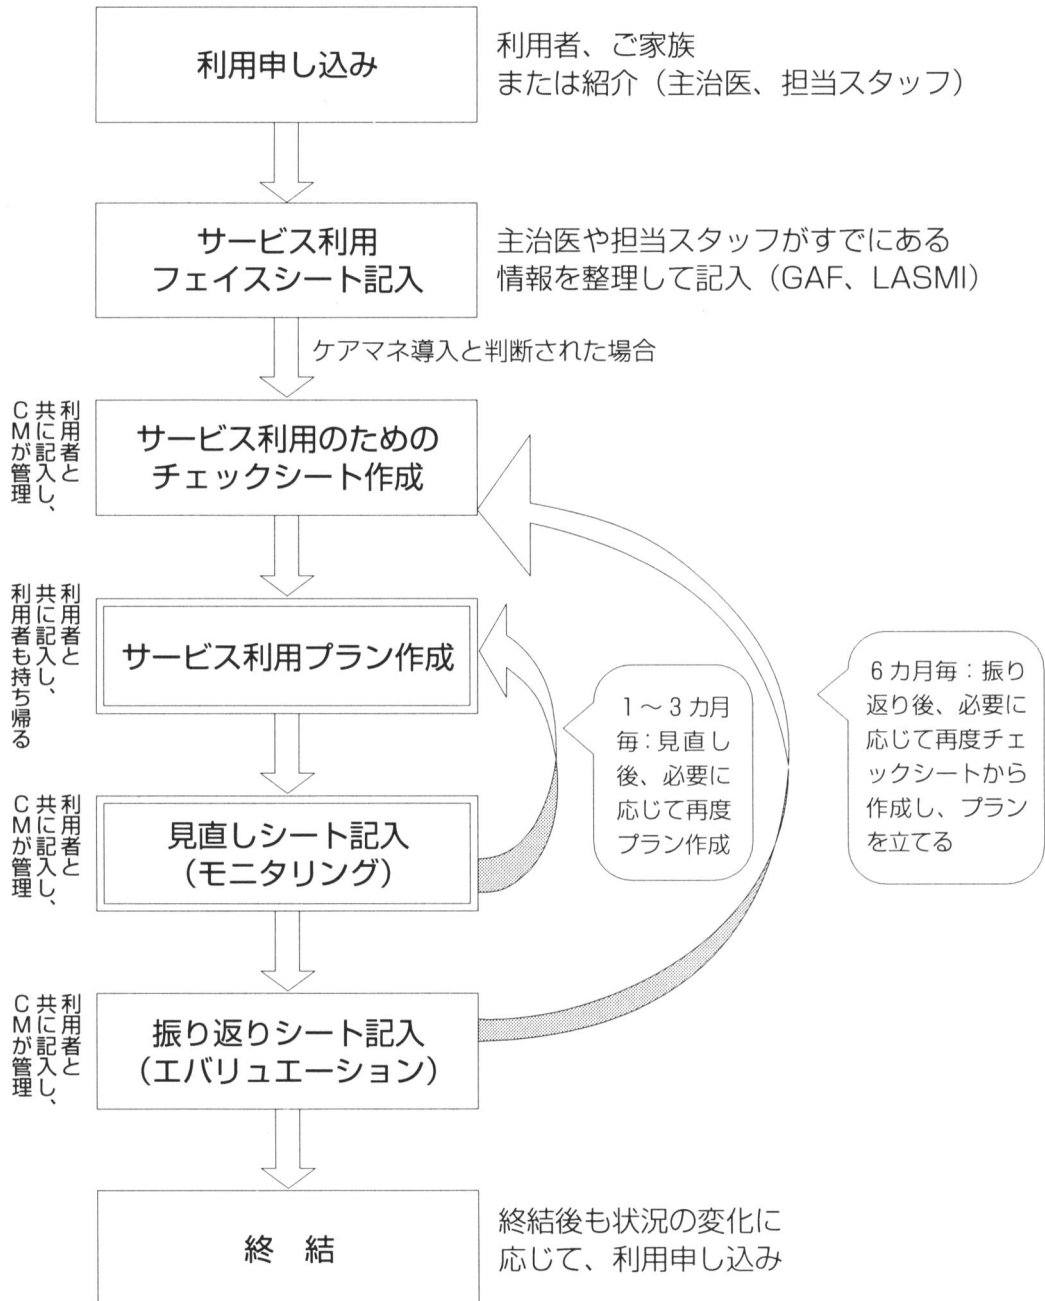 利用申し込み
利用者、ご家族
または紹介（主治医、担当スタッフ）
サービス利用
フェイスシート記入
主治医や担当スタッフがすでにある
情報を整理して記入（GAF、LASMI）
ケアマネ導入と判断された場合
利用者と
共に記入し、
CMが管理
サービス利用のための
チェックシート作成
利用者と
共に記入し、
利用者も持ち帰る
サービス利用プラン作成
1～3カ月
毎：見直し
後、必要に
応じて再度
プラン作成
6カ月毎：振り
返り後、必要に
応じて再度チェ
ックシートから
作成し、プラン
を立てる
利用者と
共に記入し、
CMが管理
見直しシート記入
（モニタリング）
利用者と
共に記入し、
CMが管理
振り返りシート記入
（エバリュエーション）
終　結
終結後も状況の変化に
応じて、利用申し込み